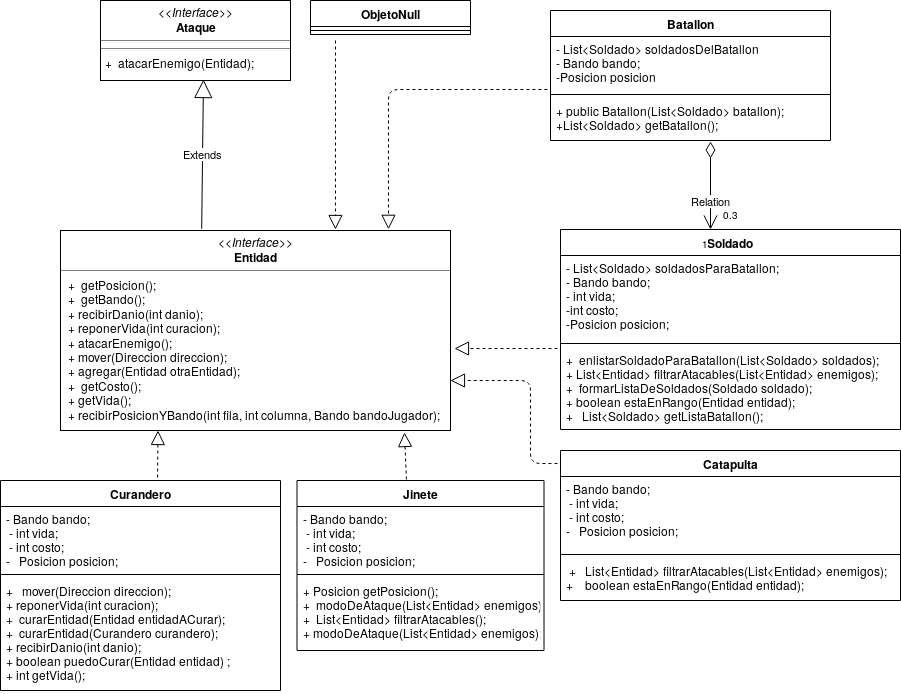 <<Interface>>
Ataque
+ atacarEnemigo(Entidad);
ObjetoNull
Batallon
- List<Soldado> soldadosDelBatallon
- Bando bando;
-Posicion posicion
+ public Batallon(List<Soldado> batallon);
+List<Soldado> getBatallon();
Extends
Relation
0.3
<<Interface>>
Entidad
+ getPosicion();
+ getBando();
+ recibirDanio(int danio);
+ reponerVida(int curacion);
+ atacarEnemigo();
+ mover(Direccion direccion);
+ agregar(Entidad otraEntidad);
+ getCosto();
+ getVida();
+ recibirPosicionYBando(int fila, int columna, Bando bandoJugador);
1Soldado
- List<Soldado> soldadosParaBatallon;
- Bando bando;
- int vida;
-int costo;
-Posicion posicion;
+ enlistarSoldadoParaBatallon(List<Soldado> soldados);
+ List<Entidad> filtrarAtacables(List<Entidad> enemigos);
+ formarListaDeSoldados(Soldado soldado);
+ boolean estaEnRango(Entidad entidad);
+ List<Soldado> getListaBatallon();
Curandero
- Bando bando;
- int vida;
- int costo;
- Posicion posicion;
+ mover(Direccion direccion);
+ reponerVida(int curacion);
+ curarEntidad(Entidad entidadACurar);
+ curarEntidad(Curandero curandero);
+ recibirDanio(int danio);
+ boolean puedoCurar(Entidad entidad) ;
+ int getVida();
Jinete
- Bando bando;
- int vida;
- int costo;
- Posicion posicion;
+ Posicion getPosicion();
+ modoDeAtaque(List<Entidad> enemigos)
+ List<Entidad> filtrarAtacables();
+ modoDeAtaque(List<Entidad> enemigos)
Catapulta
- Bando bando;
- int vida;
- int costo;
- Posicion posicion;
+ List<Entidad> filtrarAtacables(List<Entidad> enemigos);
+ boolean estaEnRango(Entidad entidad);